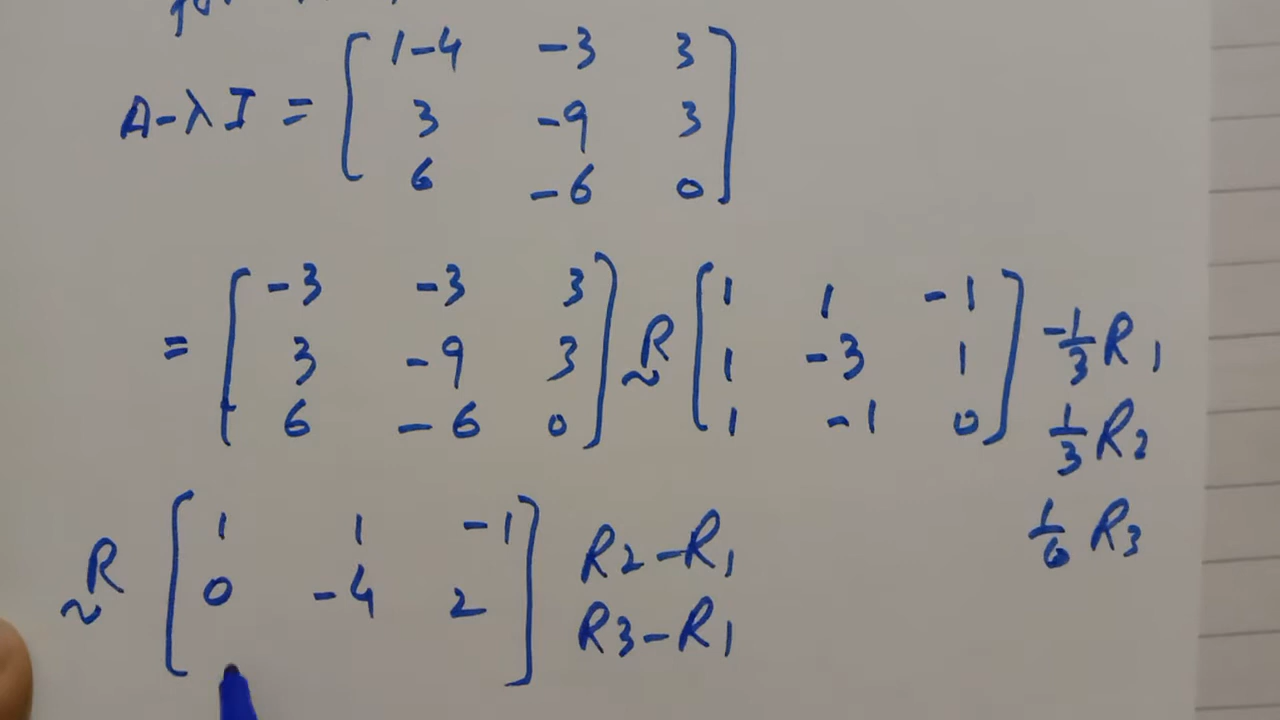 A-λI = [ 1-4 -3 3
3 -9 3
6 -6 0 ]
= [ -3 -3 3
3 -9 3
6 -6 0 ] ~R [ 1 1 -1
1 -3 1
1 -1 0 ] -1/3 R1
1/3 R2
1/6 R3
~R [ 1 1 -1
0 -4 2 ] R2-R1
R3-R1